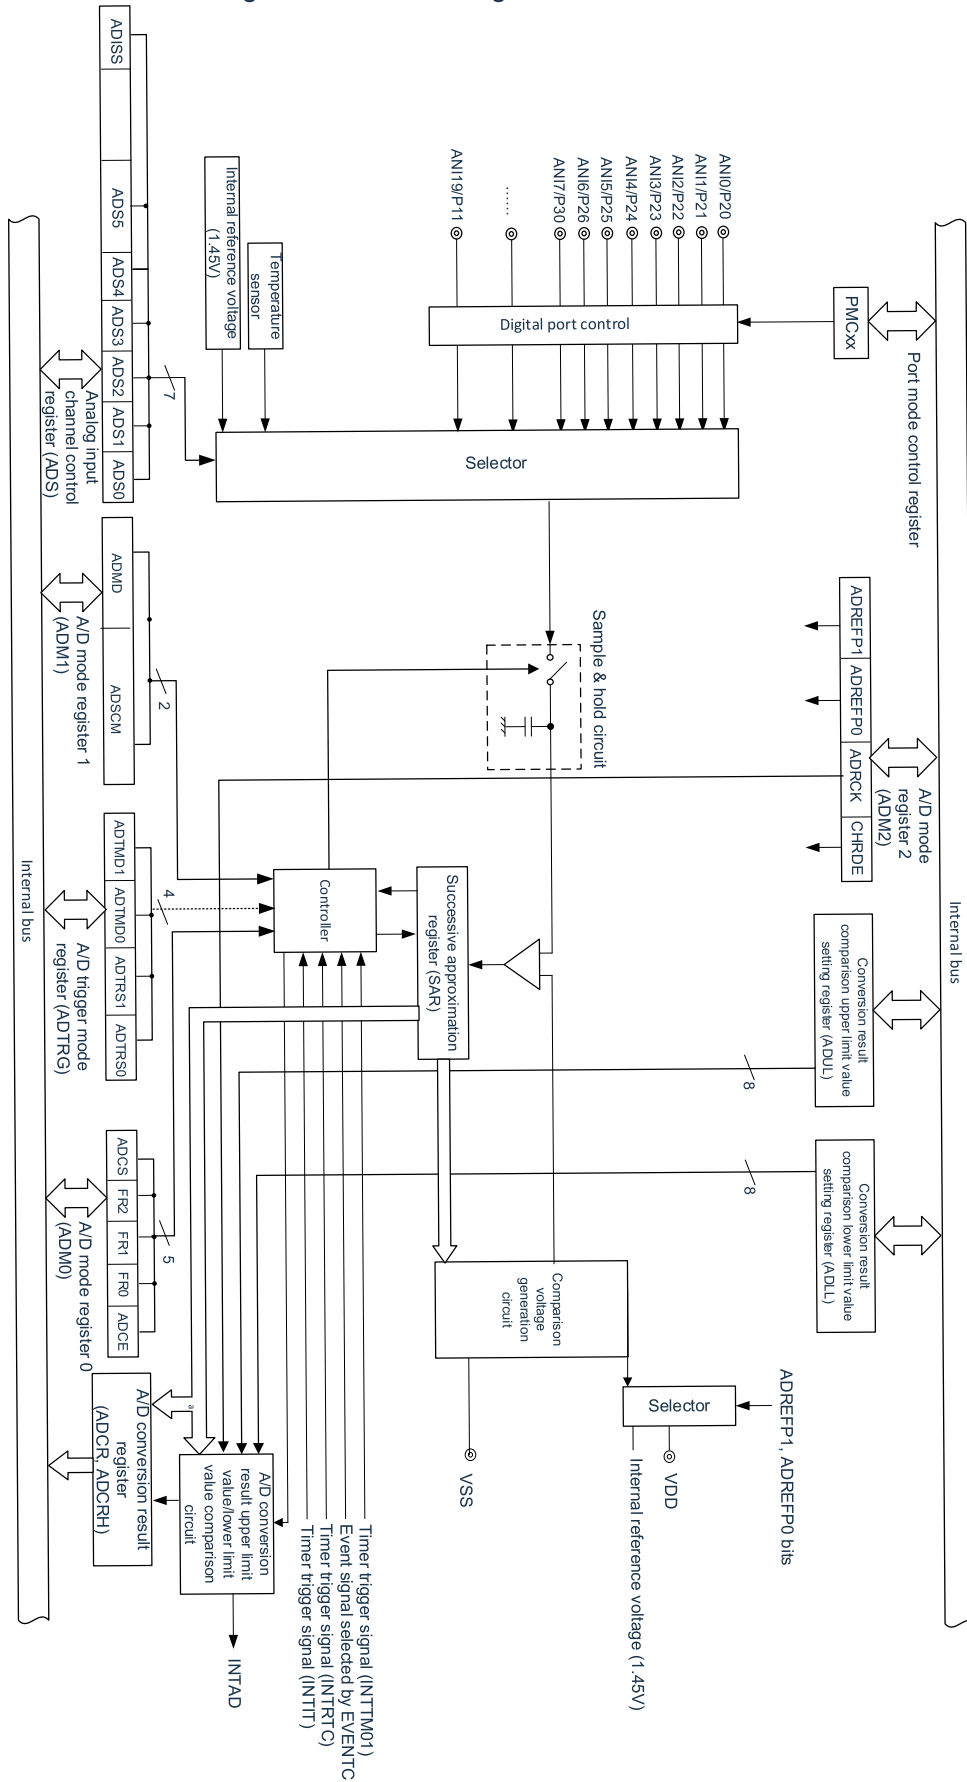 Internal bus
Port mode control register
PMCxx
A/D mode
register 2
(ADM2)
ADREFP1
ADREFP0
ADRCK
CHRDE
Conversion result
comparison upper limit value
setting register (ADUL)
Conversion result
comparison lower limit value
setting register (ADLL)
8
8
ADREFP1, ADREFP0 bits
ANI0/P20
ANI1/P21
ANI2/P22
ANI3/P23
ANI4/P24
ANI5/P25
ANI6/P26
ANI7/P30
.......
ANI19/P11
Digital port control
Selector
Temperature
sensor
Internal reference voltage
(1.45V)
Sample & hold circuit
Successive approximation
register (SAR)
Controller
Comparison
voltage
generation
circuit
Selector
VDD
Internal reference voltage (1.45V)
VSS
Timer trigger signal (INTTM01)
Event signal selected by EVENTC
Timer trigger signal (INTRTC)
Timer trigger signal (INTIT)
A/D conversion
result upper limit
value/lower limit
value comparison
circuit
INTAD
A/D conversion result
register
(ADCR, ADCRH)
7
2
4
5
ADISS
ADS5
ADS4
ADS3
ADS2
ADS1
ADS0
Analog input
channel control
register (ADS)
ADMD
ADSCM
A/D mode register 1
(ADM1)
ADTMD1
ADTMD0
ADTRS1
ADTRS0
A/D trigger mode
register (ADTRG)
ADCS
FR2
FR1
FR0
ADCE
A/D mode register 0
(ADM0)
Internal bus